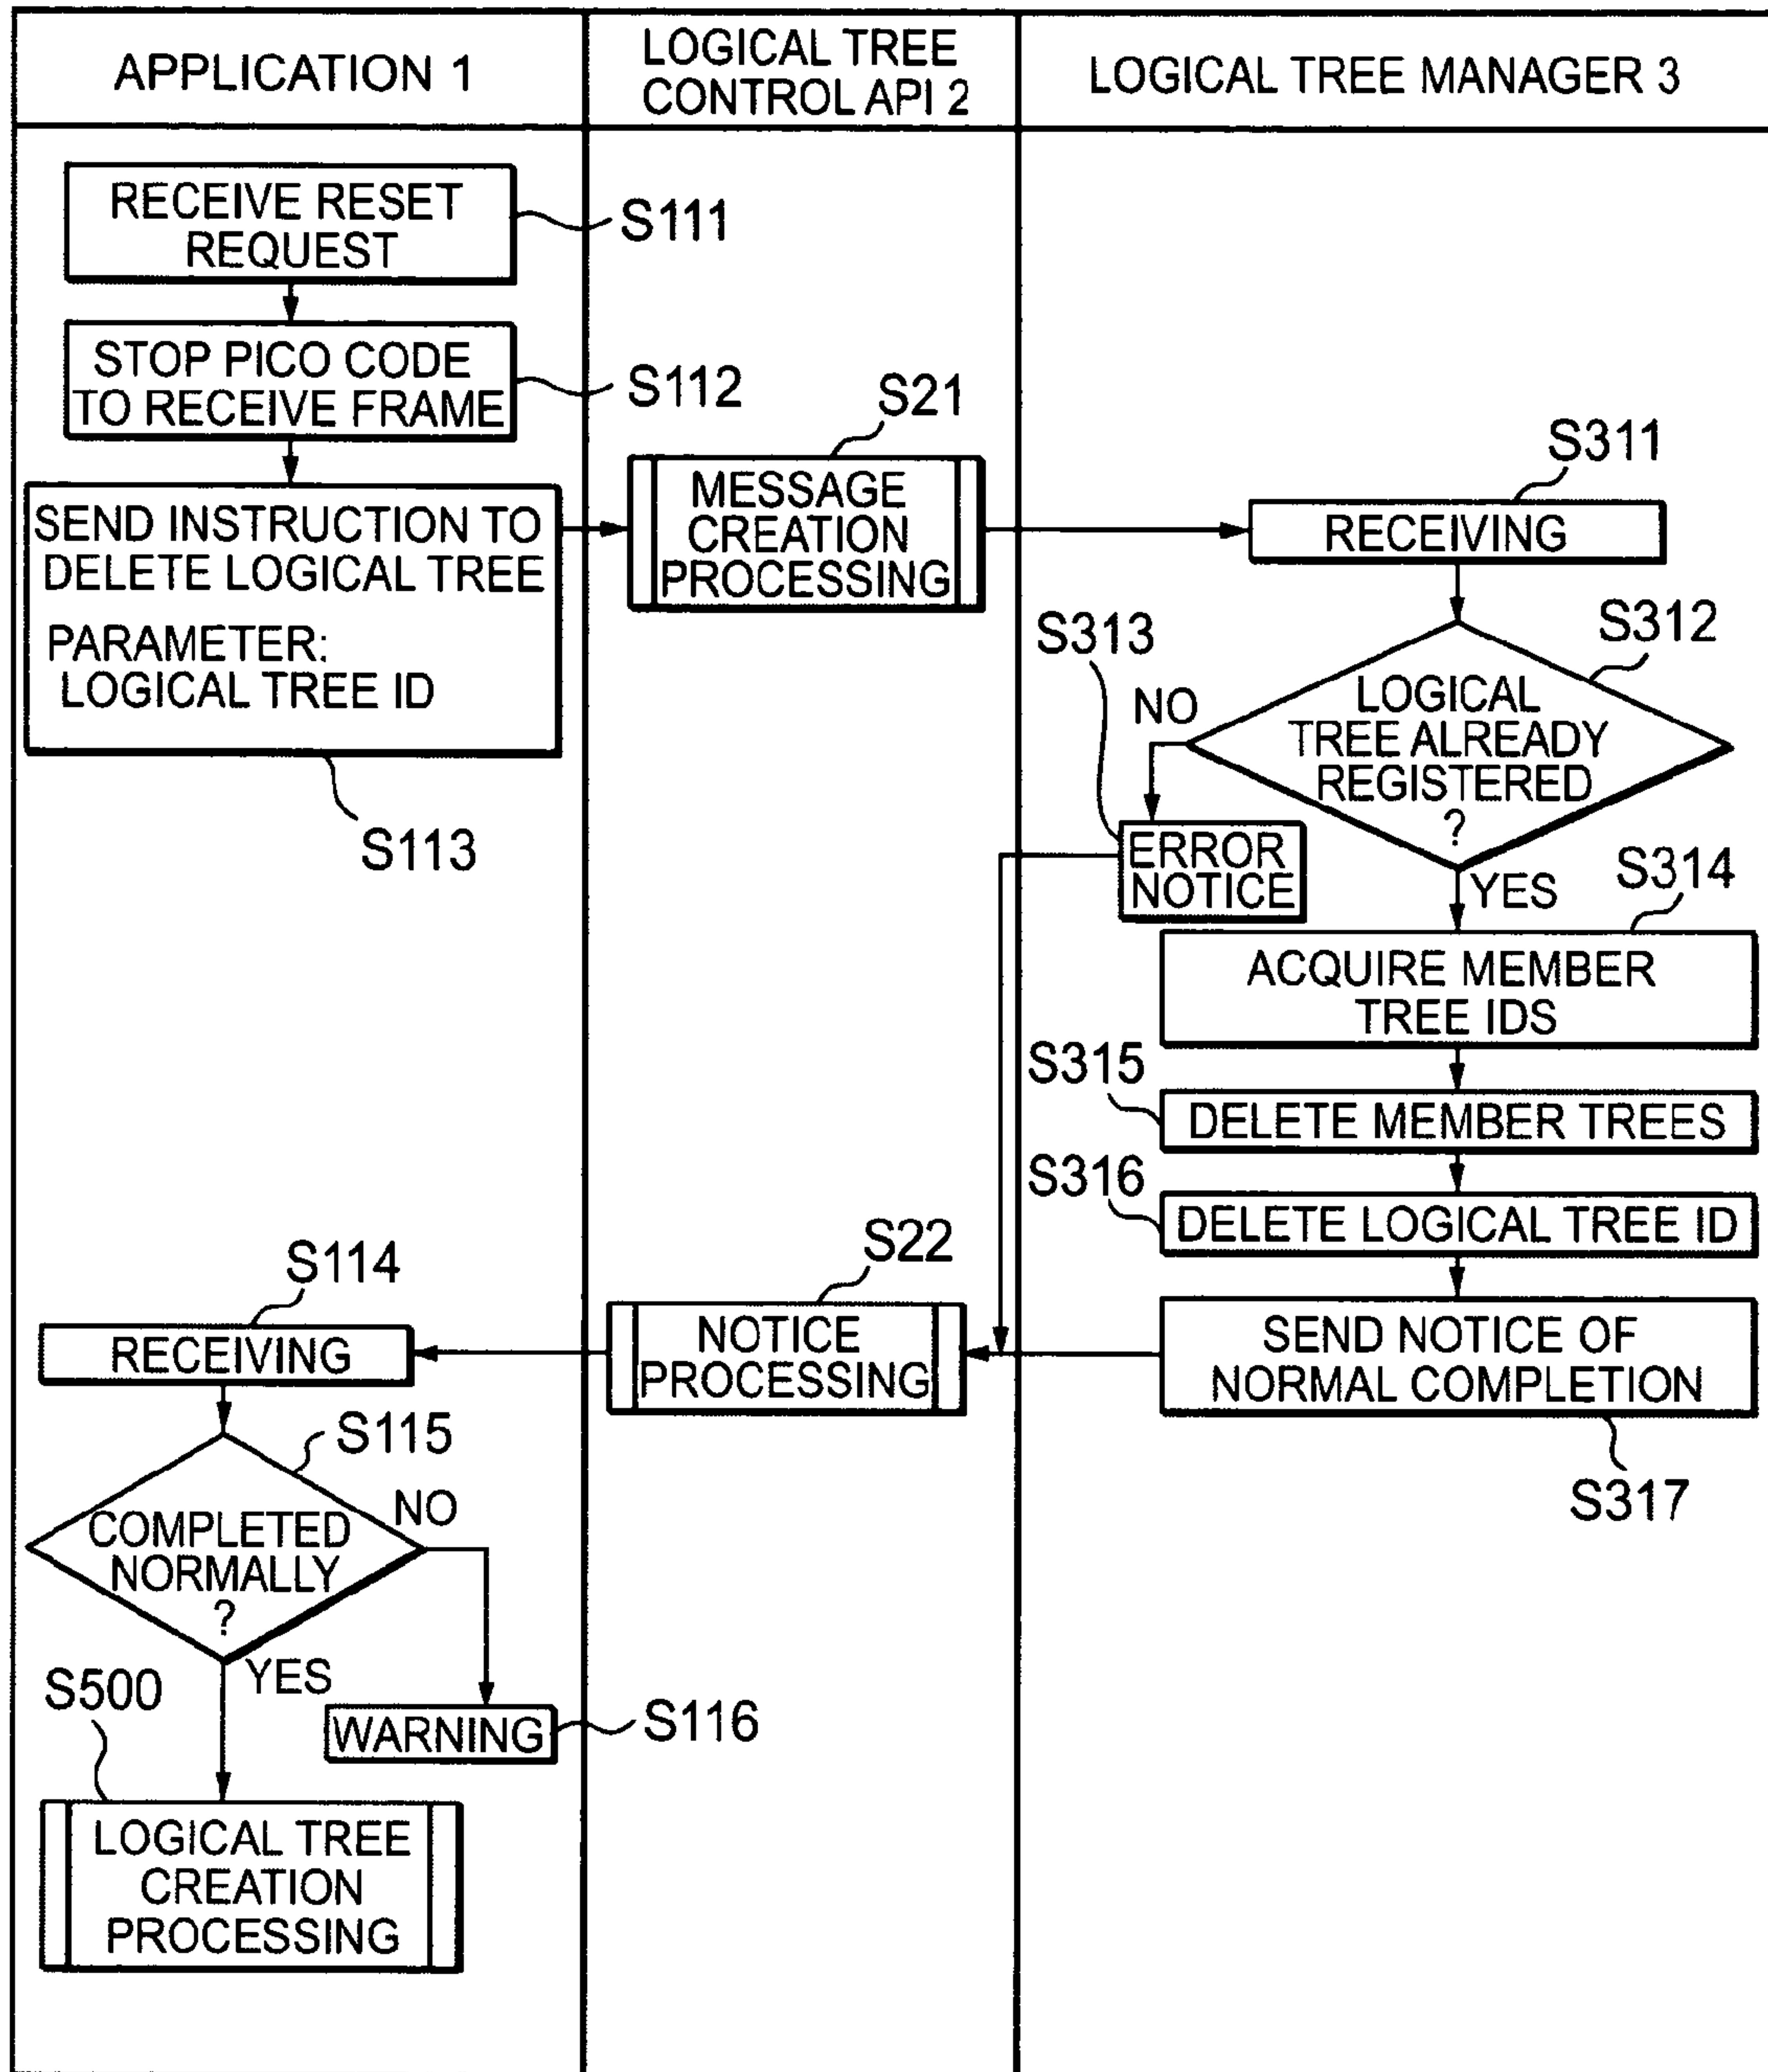 APPLICATION 1
LOGICAL TREE
CONTROL API 2
LOGICAL TREE MANAGER 3
RECEIVE RESET
REQUEST
S111
STOP PICO CODE
TO RECEIVE FRAME
S112
SEND INSTRUCTION TO
DELETE LOGICAL TREE
PARAMETER:
LOGICAL TREE ID
S113
S21
MESSAGE
CREATION
PROCESSING
S311
RECEIVING
S312
LOGICAL
TREE ALREADY
REGISTERED
?
NO
S313
ERROR
NOTICE
YES
S314
ACQUIRE MEMBER
TREE IDS
S315
DELETE MEMBER TREES
S316
DELETE LOGICAL TREE ID
SEND NOTICE OF
NORMAL COMPLETION
S317
S22
NOTICE
PROCESSING
S114
RECEIVING
S115
COMPLETED
NORMALLY
?
NO
YES
WARNING
S116
S500
LOGICAL TREE
CREATION
PROCESSING